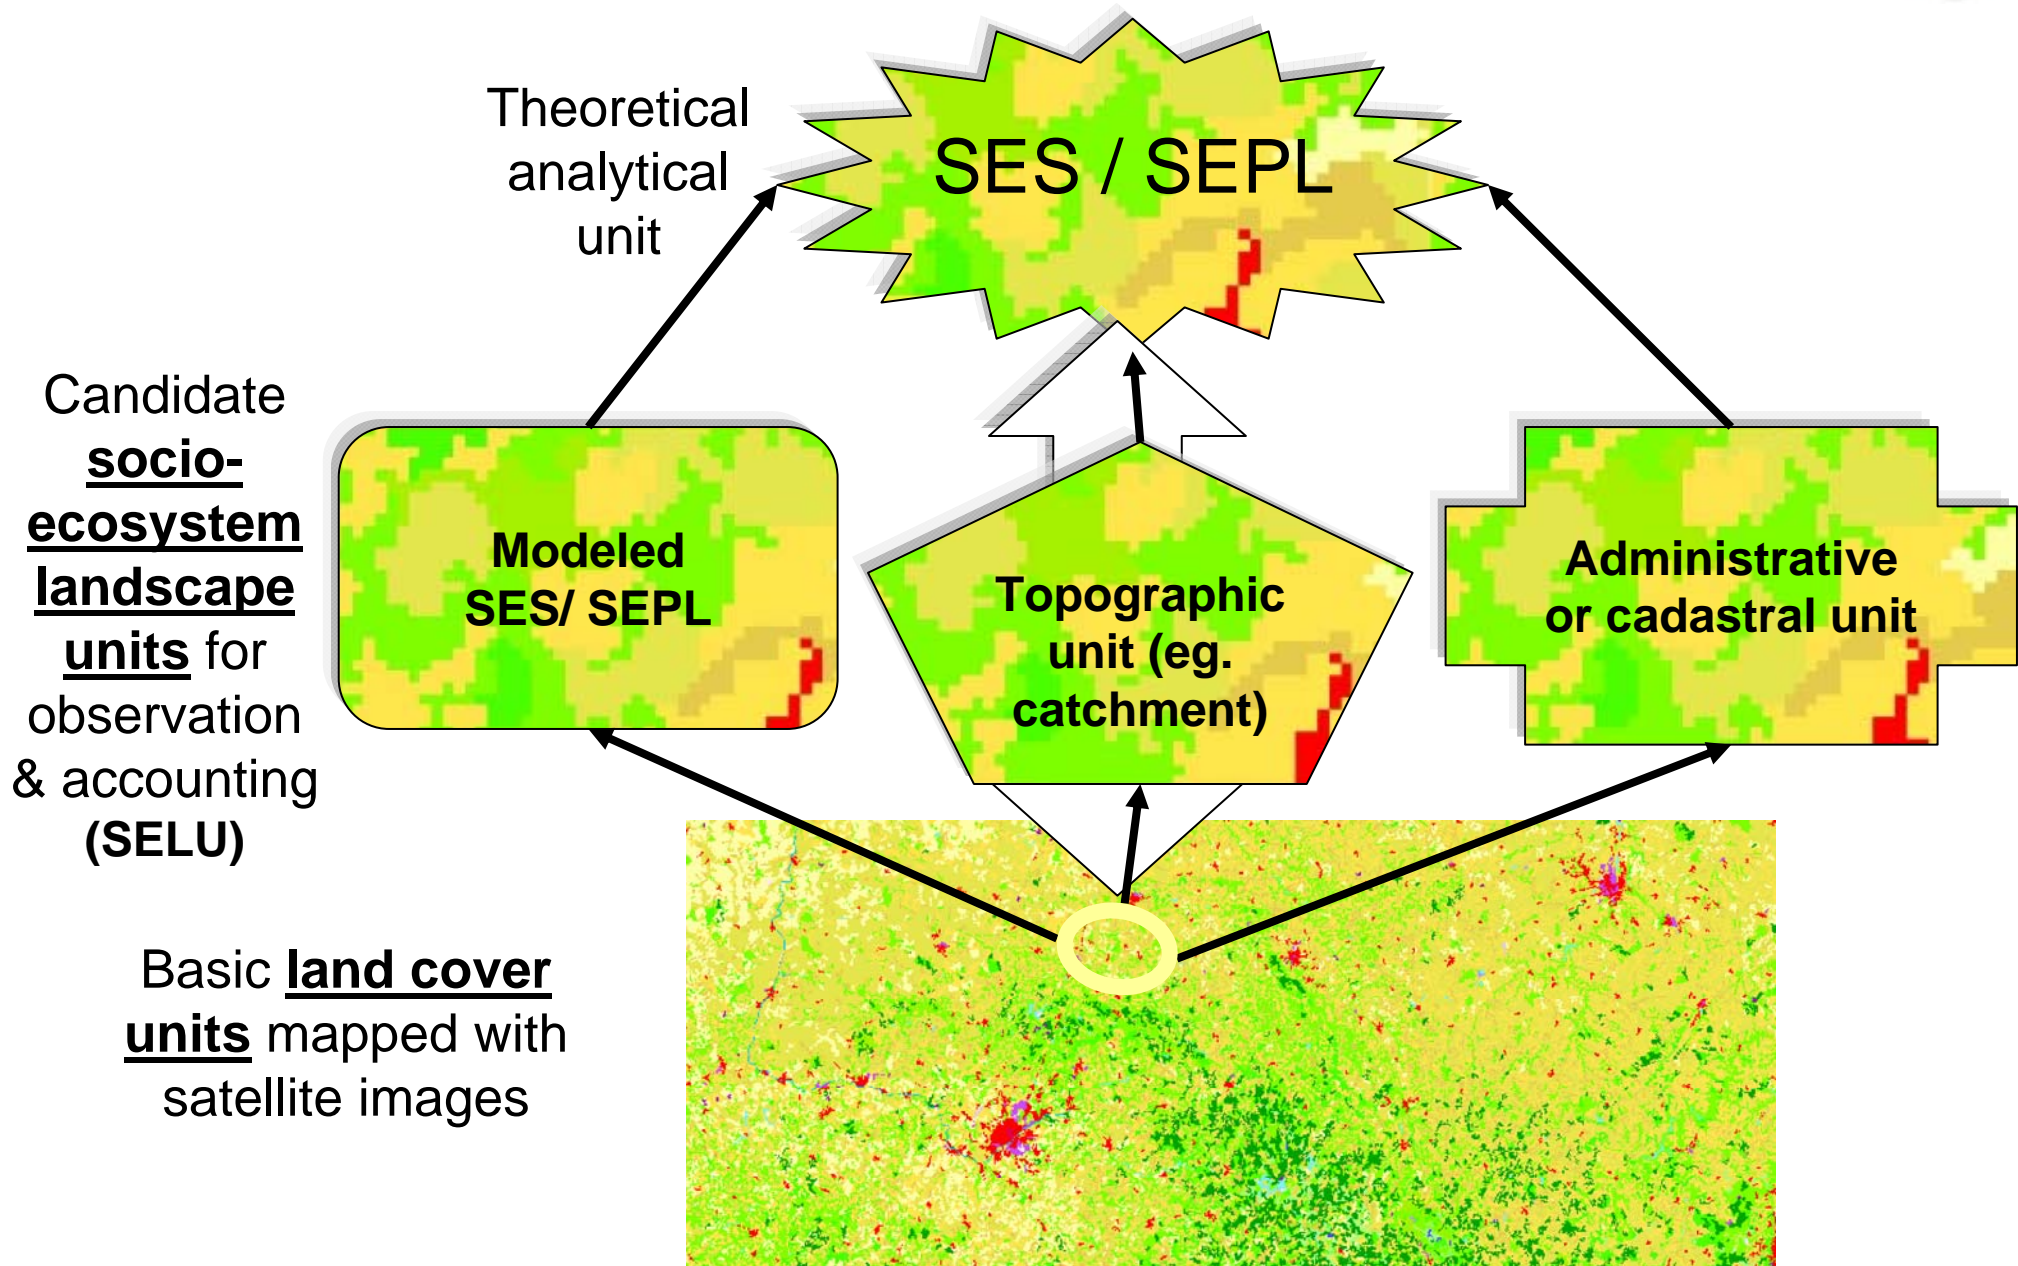 Theoretical
analytical
unit
SES / SEPL
Candidate
socio-
ecosystem
landscape
units for
observation
& accounting
(SELU)
Modeled
SES/ SEPL
Topographic
unit (eg.
catchment)
Administrative
or cadastral unit
Basic land cover
units mapped with
satellite images